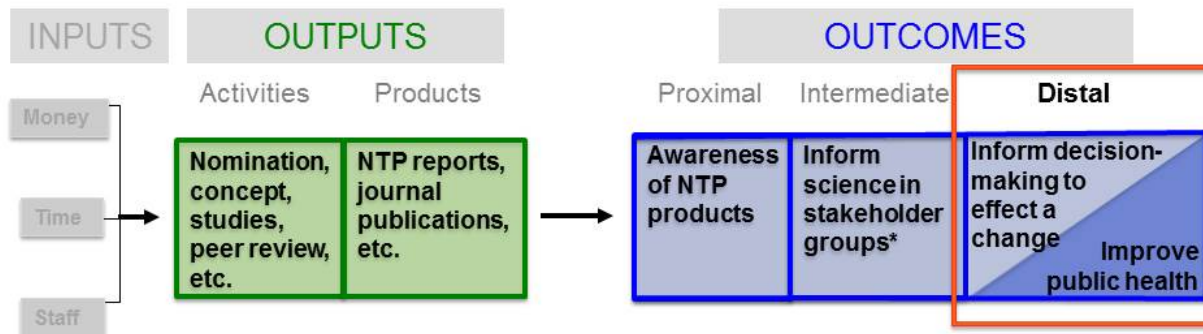 INPUTS
OUTPUTS
OUTCOMES
Activities
Products
Proximal
Intermediate
Distal
Money
Time
Staff
Nomination,
concept,
studies,
peer review,
etc.
NTP reports,
journal
publications,
etc.
Awareness
of NTP
products
Inform
science in
stakeholder
groups*
Inform decision-
making to
effect a
change
Improve
public health